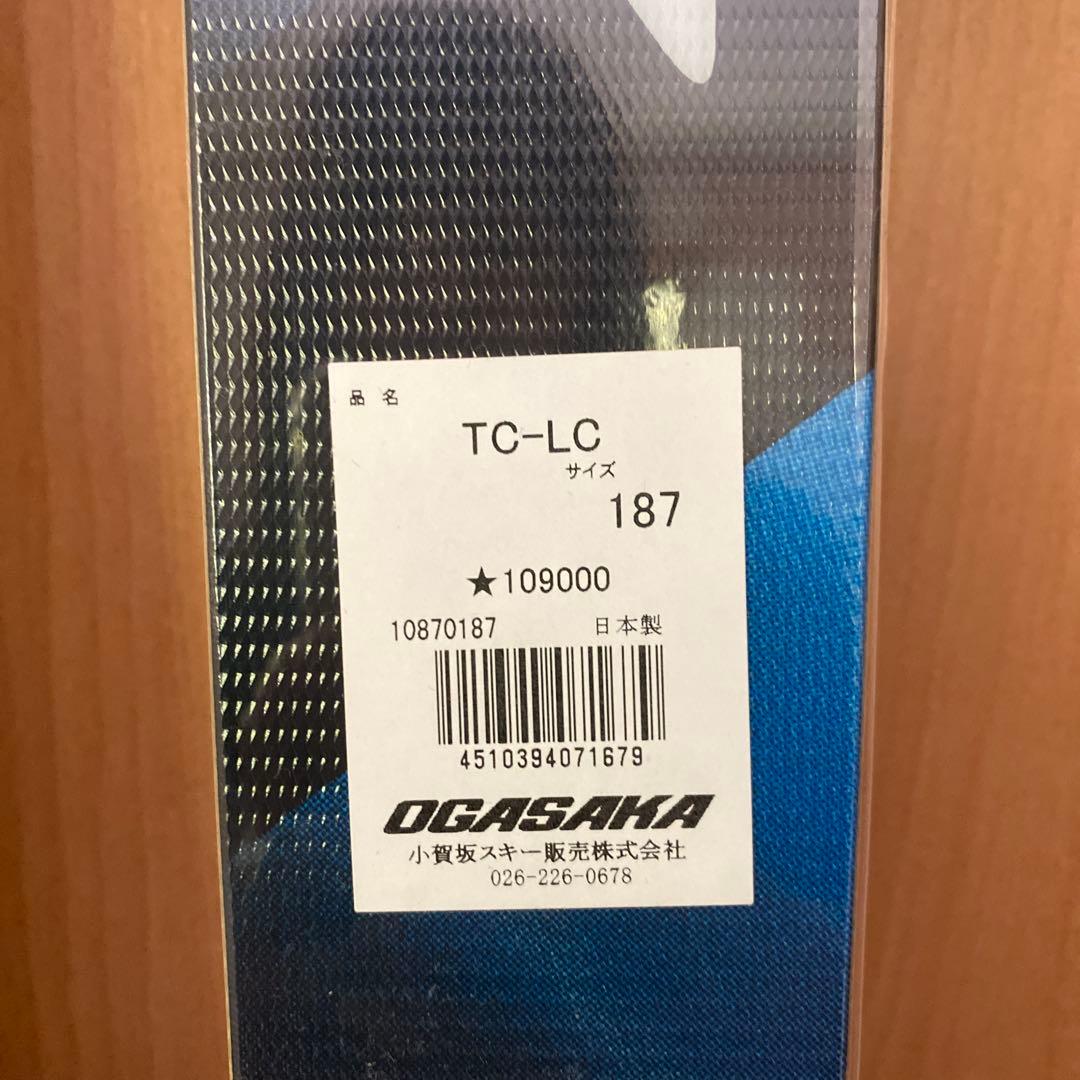 品 名
TC-LC
サイズ
187
★109000
10870187 日本製
4510394071679
OGASAKA
小賀坂スキー販売株式会社
026-226-0678